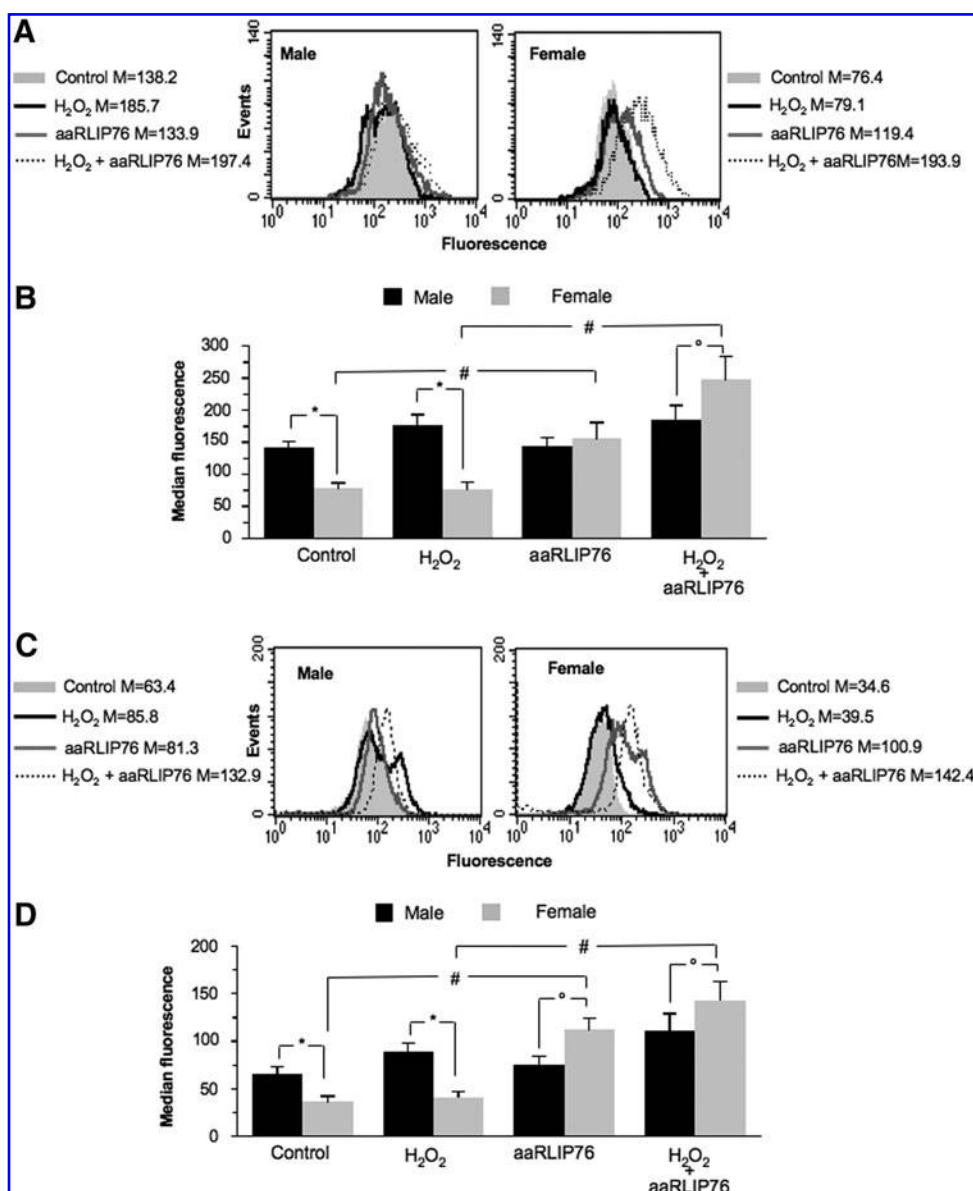 A
Male
Female
140
140
Control M=138.2
H2O2 M=185.7
aaRLIP76 M=133.9
H2O2 + aaRLIP76 M=197.4
Control M=76.4
H2O2 M=79.1
aaRLIP76 M=119.4
H2O2 + aaRLIP76M=193.9
Events
0
0
10^0 10^1 10^2 10^3 10^4
10^0 10^1 10^2 10^3 10^4
Fluorescence
B
Male Female
#
#
°
*
*
Median fluorescence
300
250
200
150
100
50
0
Control
H2O2
aaRLIP76
H2O2
+
aaRLIP76
C
200
200
Male
Female
Control M=63.4
H2O2 M=85.8
aaRLIP76 M=81.3
H2O2 + aaRLIP76 M=132.9
Control M=34.6
H2O2 M=39.5
aaRLIP76 M=100.9
H2O2 + aaRLIP76 M=142.4
Events
0
0
10^0 10^1 10^2 10^3 10^4
10^0 10^1 10^2 10^3 10^4
Fluorescence
D
Male Female
#
#
°
°
*
*
Median fluorescence
200
150
100
50
0
Control
H2O2
aaRLIP76
H2O2
+
aaRLIP76